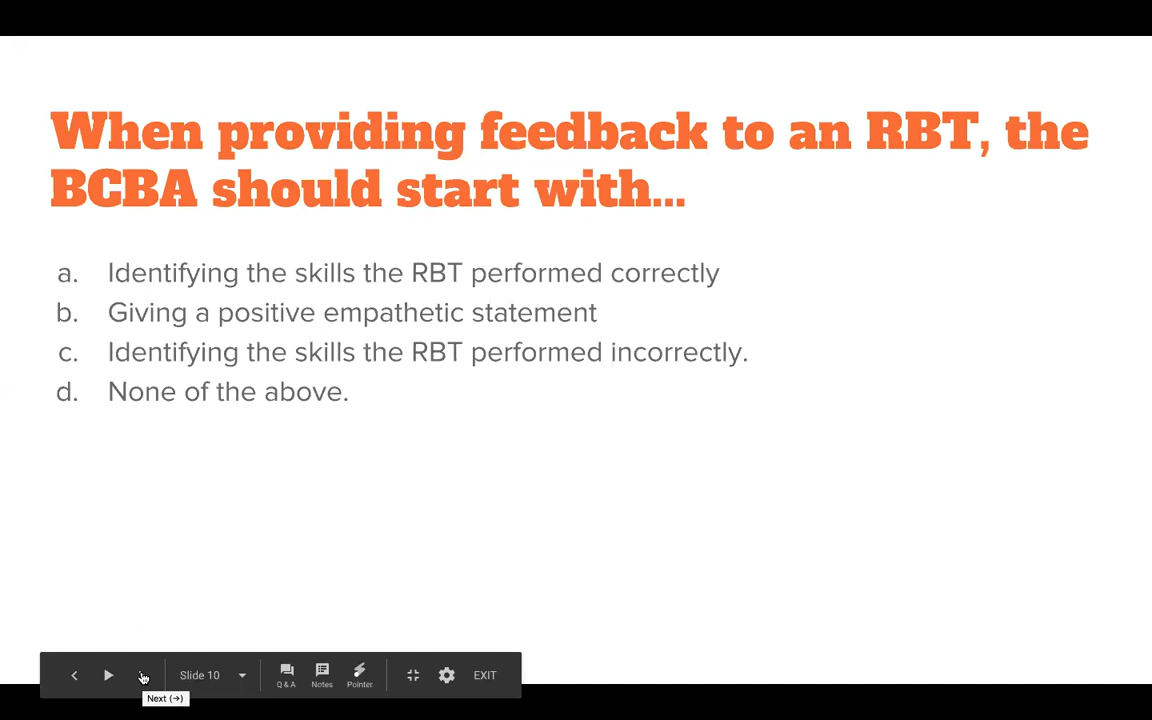 When providing feedback to an RBT, the
BCBA should start with...
a. Identifying the skills the RBT performed correctly
b. Giving a positive empathetic statement
c. Identifying the skills the RBT performed incorrectly.
d. None of the above.
Slide 10
Q & A
Notes
Pointer
EXIT
Next (→)